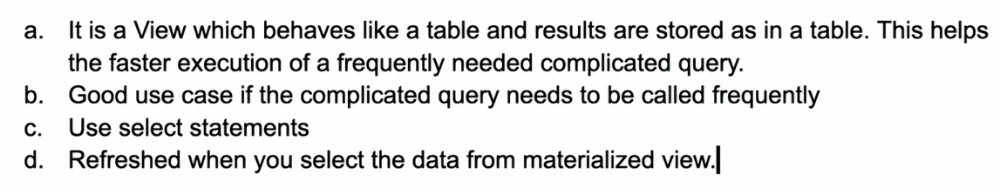 a. It is a View which behaves like a table and results are stored as in a table. This helps
the faster execution of a frequently needed complicated query.
b. Good use case if the complicated query needs to be called frequently
c. Use select statements
d. Refreshed when you select the data from materialized view.